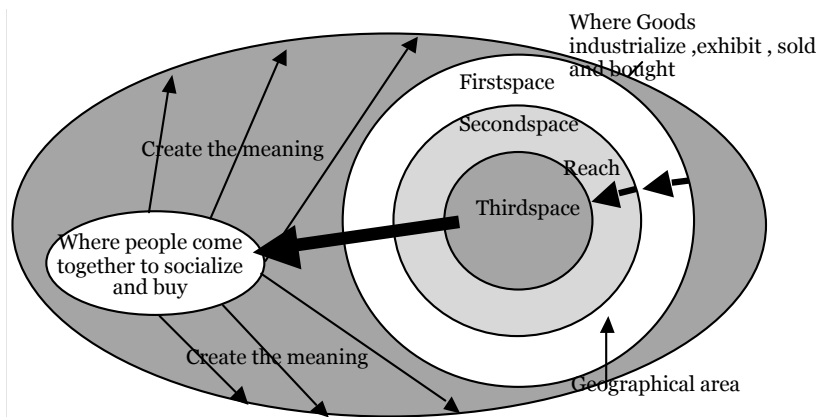 Where Goods
industrialize ,exhibit , sold
and bought
Firstspace
Secondspace
Create the meaning
Reach
Thirdspace
Where people come
together to socialize
and buy
Create the meaning
Geographical area